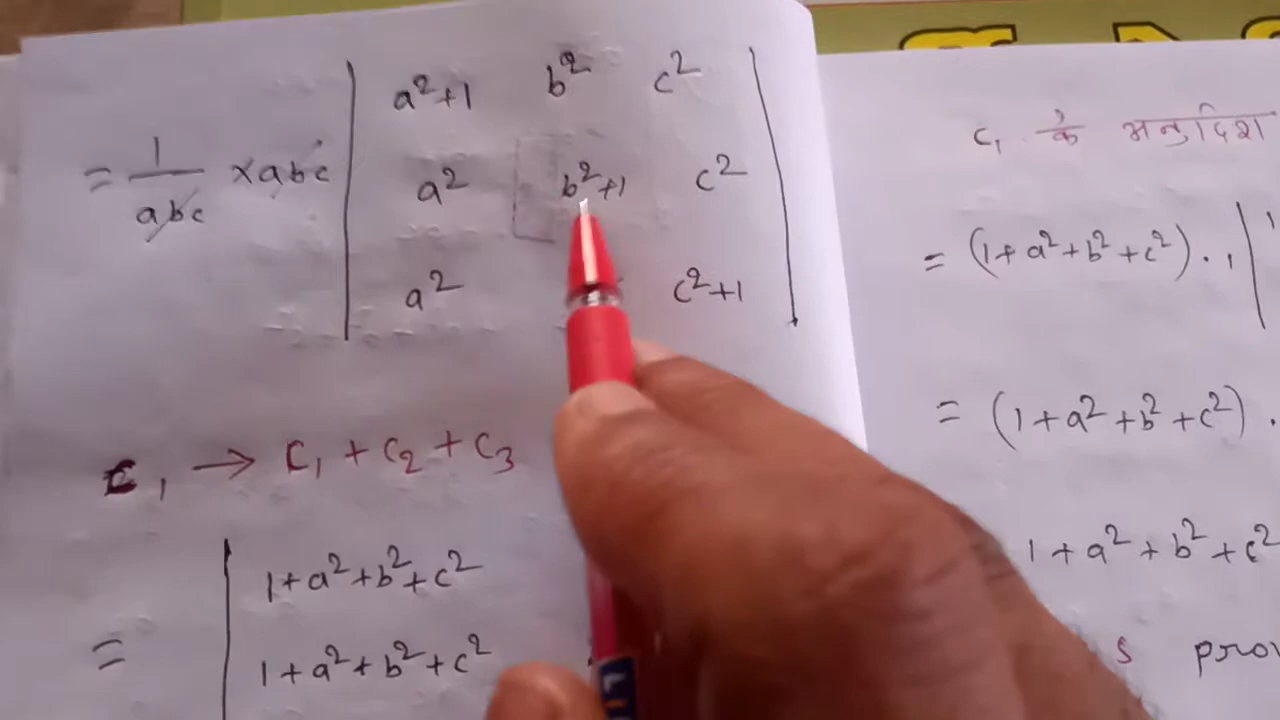 a²+1 b² c²
= 1/abc × abc a² b²+1 c²
a² c²+1
C₁ → C₁ + C₂ + C₃
1+a²+b²+c²
= 1+a²+b²+c²
C₁ के अनुदिश
= (1+a²+b²+c²) . 1
= (1+a²+b²+c²) .
1+a²+b²+c²